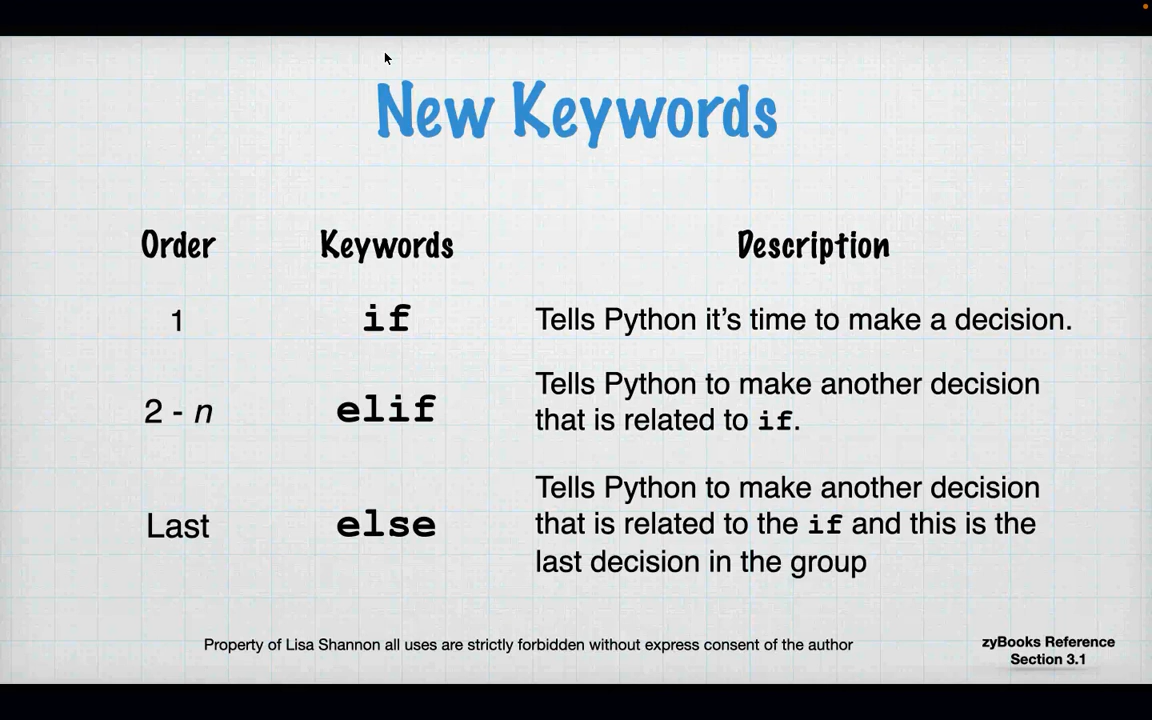 New Keywords
Order Keywords Description
1 if Tells Python it's time to make a decision.
2 - n elif Tells Python to make another decision
that is related to if.
Last else Tells Python to make another decision
that is related to the if and this is the
last decision in the group
Property of Lisa Shannon all uses are strictly forbidden without express consent of the author
zyBooks Reference
Section 3.1